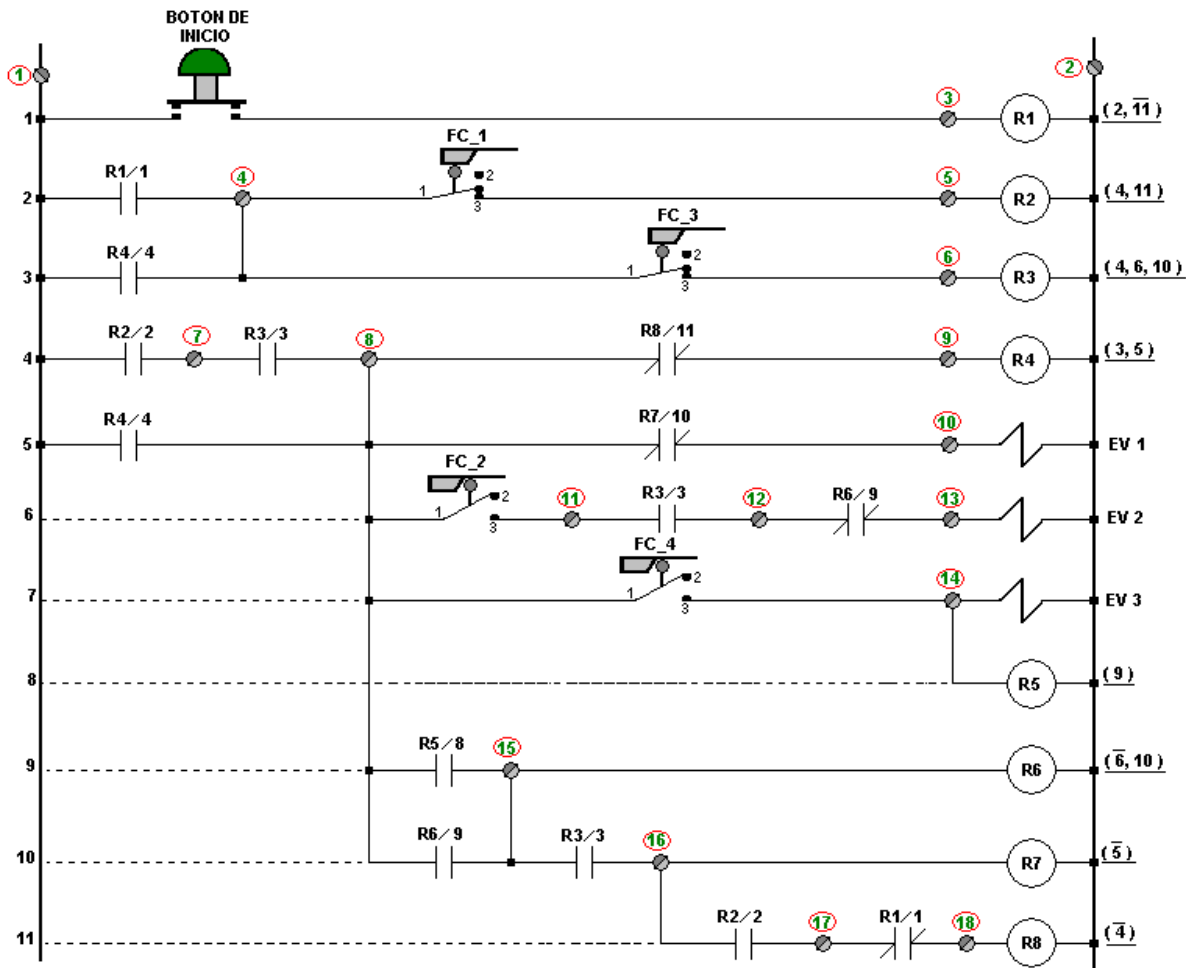 BOTON DE
INICIO
1
2
1
3
R1
(2, 1̅1̅)
FC_1
R1/1
4
1
2
3
5
2
R2
(4, 11)
FC_3
R4/4
1
2
3
6
3
R3
(4, 6, 10)
R2/2
7
R3/3
8
R8/11
9
4
R4
(3, 5)
R4/4
R7/10
10
5
EV 1
FC_2
1
2
3
11
R3/3
12
R6/9
13
6
EV 2
FC_4
1
2
3
14
7
EV 3
8
R5
(9)
R5/8
15
9
R6
(6̅, 10)
R6/9
R3/3
16
10
R7
(5̅)
R2/2
17
R1/1
18
11
R8
(4̅)